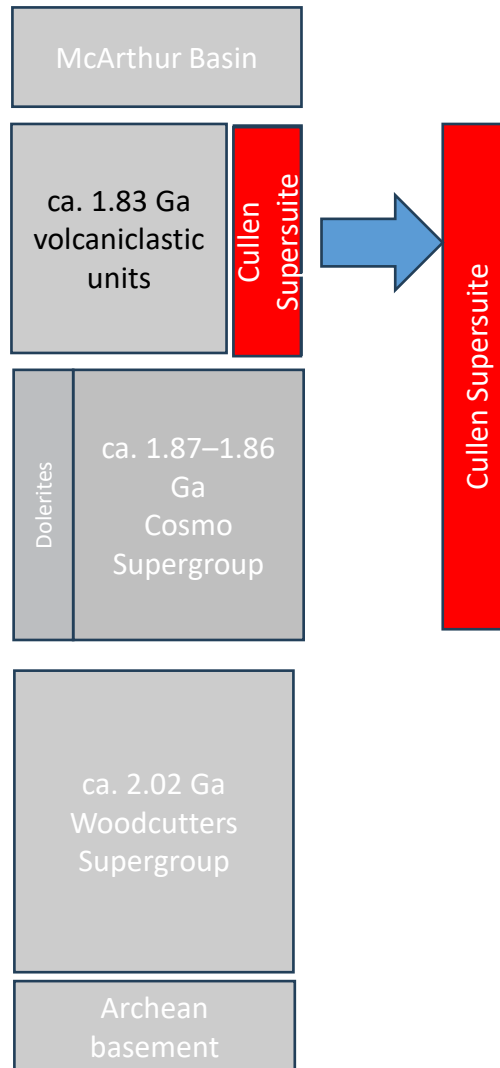 McArthur Basin
ca. 1.83 Ga
volcaniclastic
units
Cullen
Supersuite
Cullen Supersuite
Dolerites
ca. 1.87–1.86
Ga
Cosmo
Supergroup
ca. 2.02 Ga
Woodcutters
Supergroup
Archean
basement